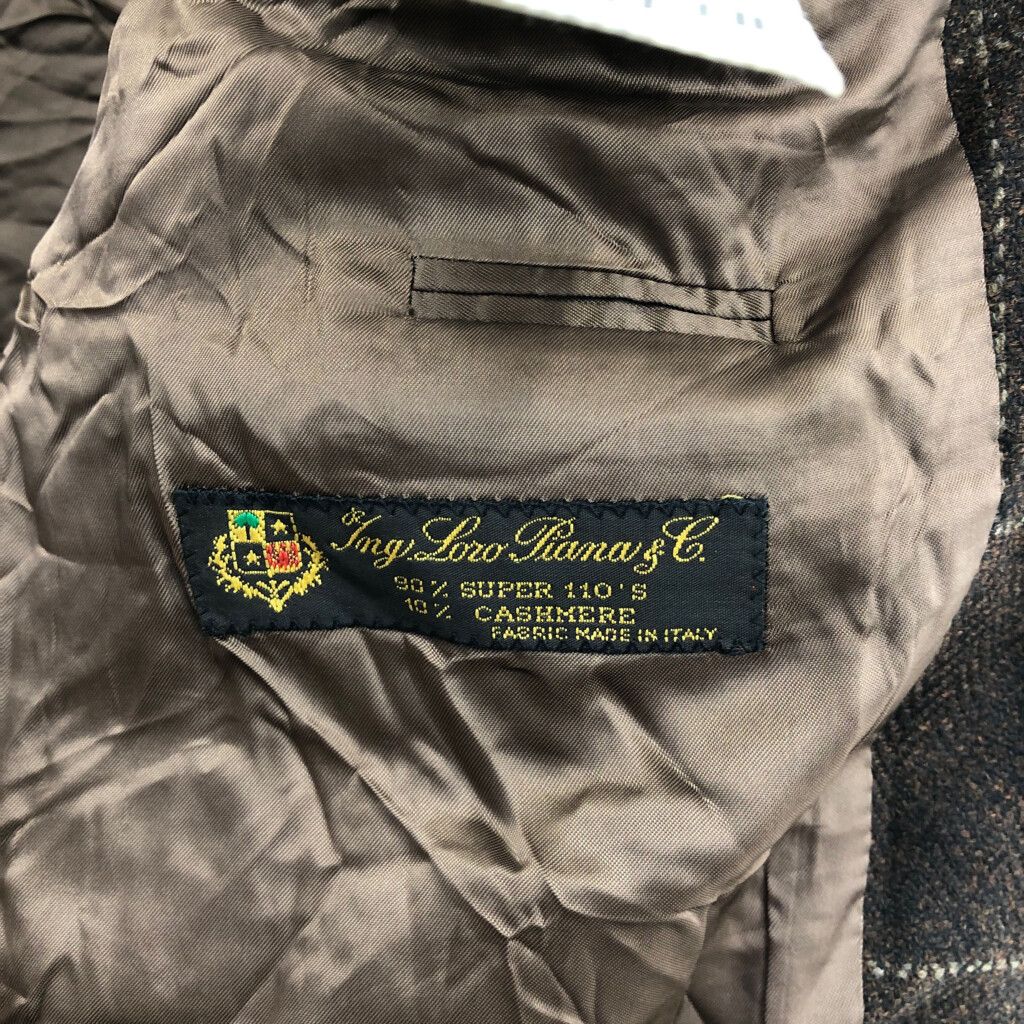 Ing. Loro Piana & C.
90% SUPER 110'S
10% CASHMERE
FABRIC MADE IN ITALY